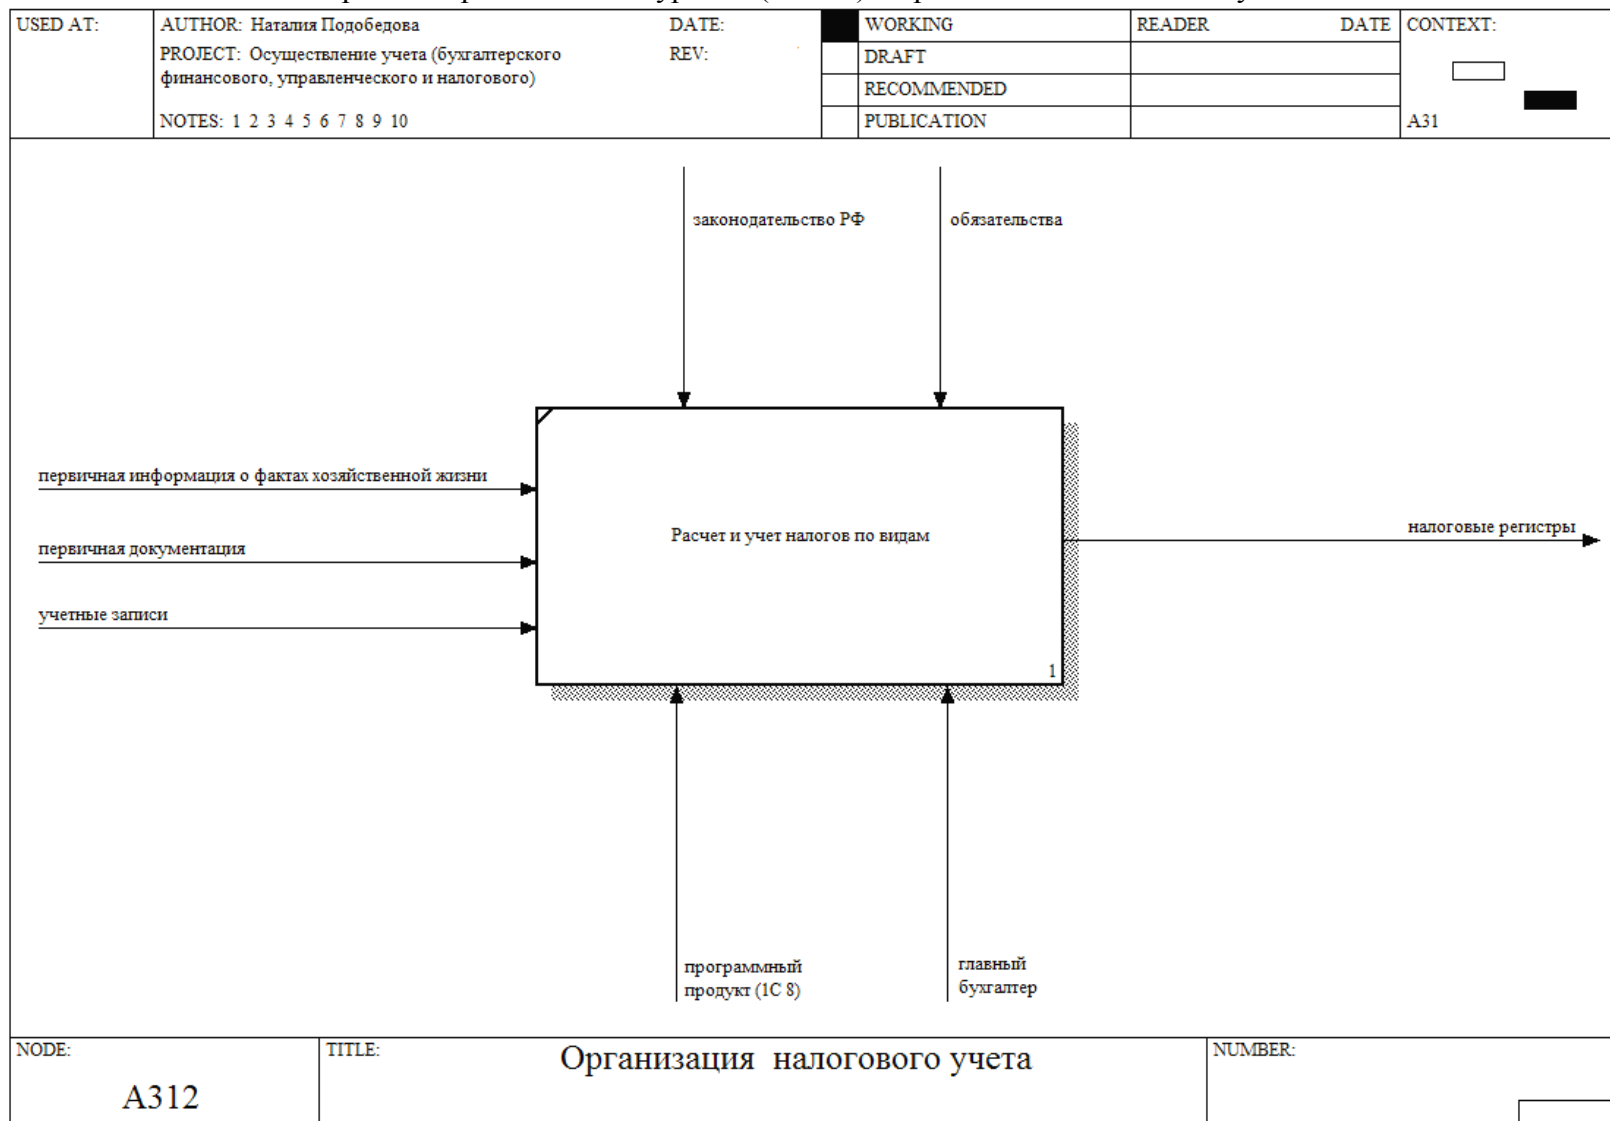 USED AT:
AUTHOR: Наталия Подобедова
DATE:
WORKING
READER
DATE
CONTEXT:
PROJECT: Осуществление учета (бухгалтерского
REV:
DRAFT
финансового, управленческого и налогового)
RECOMMENDED
NOTES: 1 2 3 4 5 6 7 8 9 10
PUBLICATION
A31
законодательство РФ
обязательства
первичная информация о фактах хозяйственной жизни
первичная документация
учетные записи
Расчет и учет налогов по видам
1
налоговые регистры
программный
продукт (1С 8)
главный
бухгалтер
NODE:
A312
TITLE:
Организация налогового учета
NUMBER: